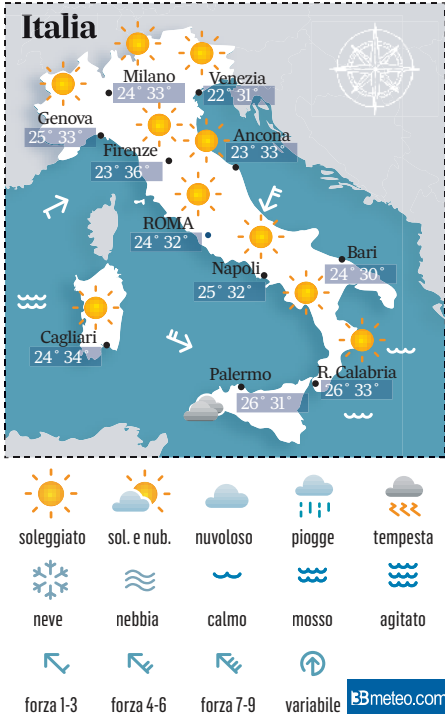 Italia
Milano
24° 33°
Venezia
22° 31°
Genova
25° 33°
Firenze
23° 36°
Ancona
23° 33°
ROMA
24° 32°
Napoli
25° 32°
Bari
24° 30°
Cagliari
24° 34°
Palermo
26° 31°
R. Calabria
26° 33°
soleggiato sol. e nub. nuvoloso piogge tempesta
neve nebbia calmo mosso agitato
forza 1-3 forza 4-6 forza 7-9 variabile
3Bmeteo.com